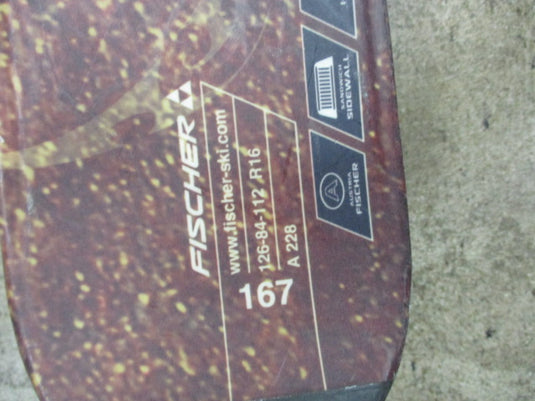 FISCHER
www.fischer-ski.com
126-84-112 R16
A 228
167
SANDWICH
SIDEWALL
AUSTRIA
FISCHER